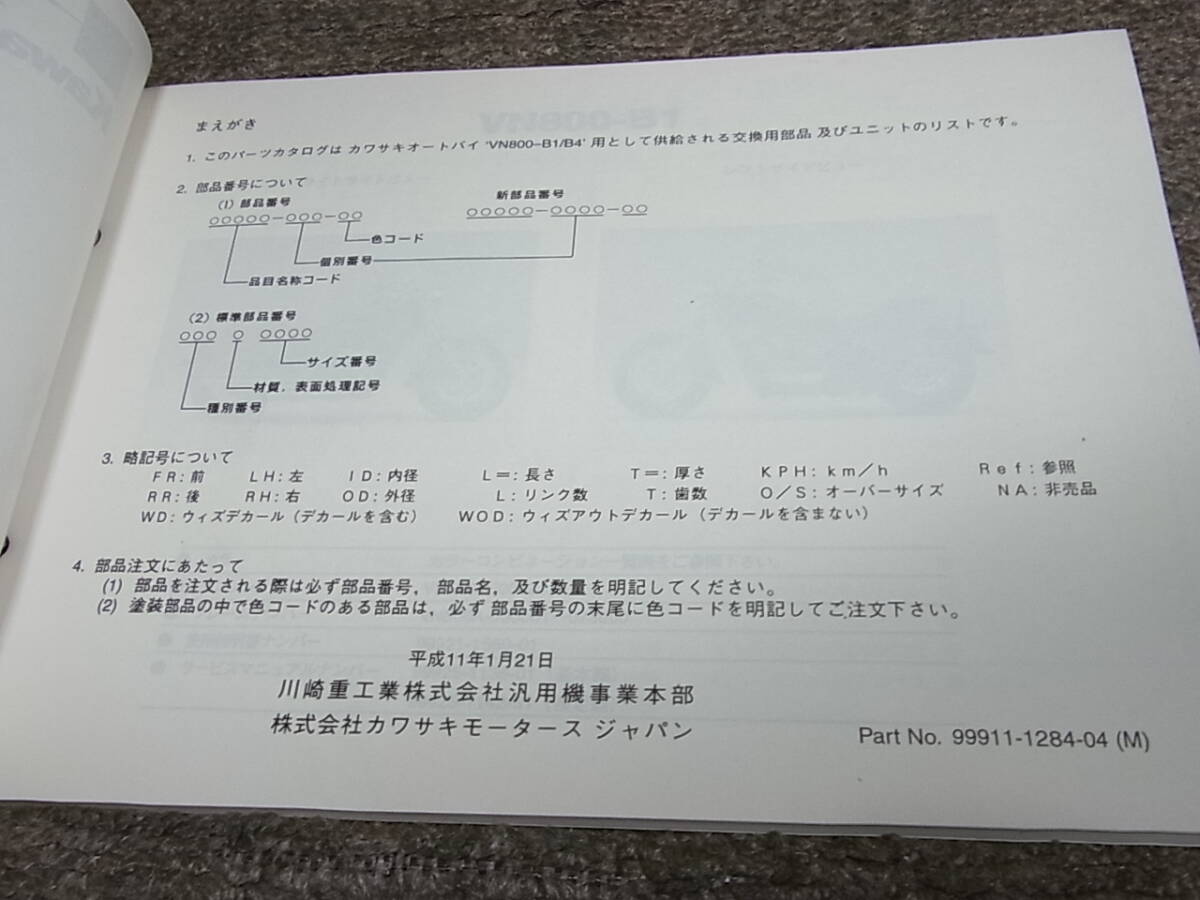 まえがき
1. このパーツカタログは カワサキオートバイ 'VN800-B1/B4' 用として供給される交換用部品 及びユニットのリストです。
2. 部品番号について
(1) 部品番号
新部品番号
○○○○○-○○○-○○
○○○○○-○○○○-○○
色コード
個別番号
品目名称コード
(2) 標準部品番号
○○○ ○ ○○○○
サイズ番号
材質，表面処理記号
種別番号
3. 略記号について
FR：前 LH：左 ID：内径 L＝：長さ T＝：厚さ KPH：km／h Ref：参照
RR：後 RH：右 OD：外径 L：リンク数 T：歯数 O／S：オーバーサイズ NA：非売品
WD：ウィズデカール（デカールを含む） WOD：ウィズアウトデカール（デカールを含まない）
4. 部品注文にあたって
(1) 部品を注文される際は必ず部品番号， 部品名，及び数量を明記してください。
(2) 塗装部品の中で色コードのある部品は，必ず 部品番号の末尾に色コードを明記してご注文下さい。
平成11年1月21日
川崎重工業株式会社汎用機事業本部
株式会社カワサキモータース ジャパン
Part No. 99911-1284-04 (M)